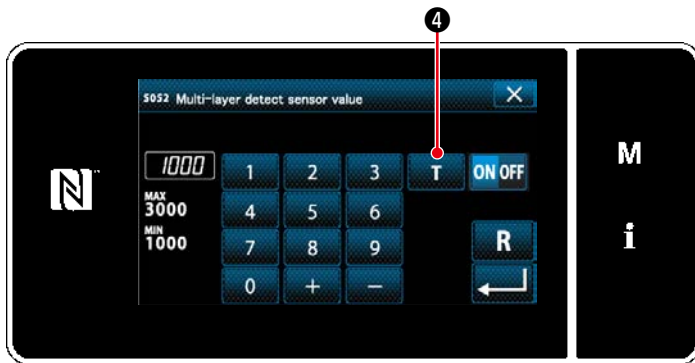 4
S052 Multi-layer detect sensor value
1000 1 2 3 T ON OFF M
MAX
3000 4 5 6
MIN
1000 7 8 9 R i
0 + −